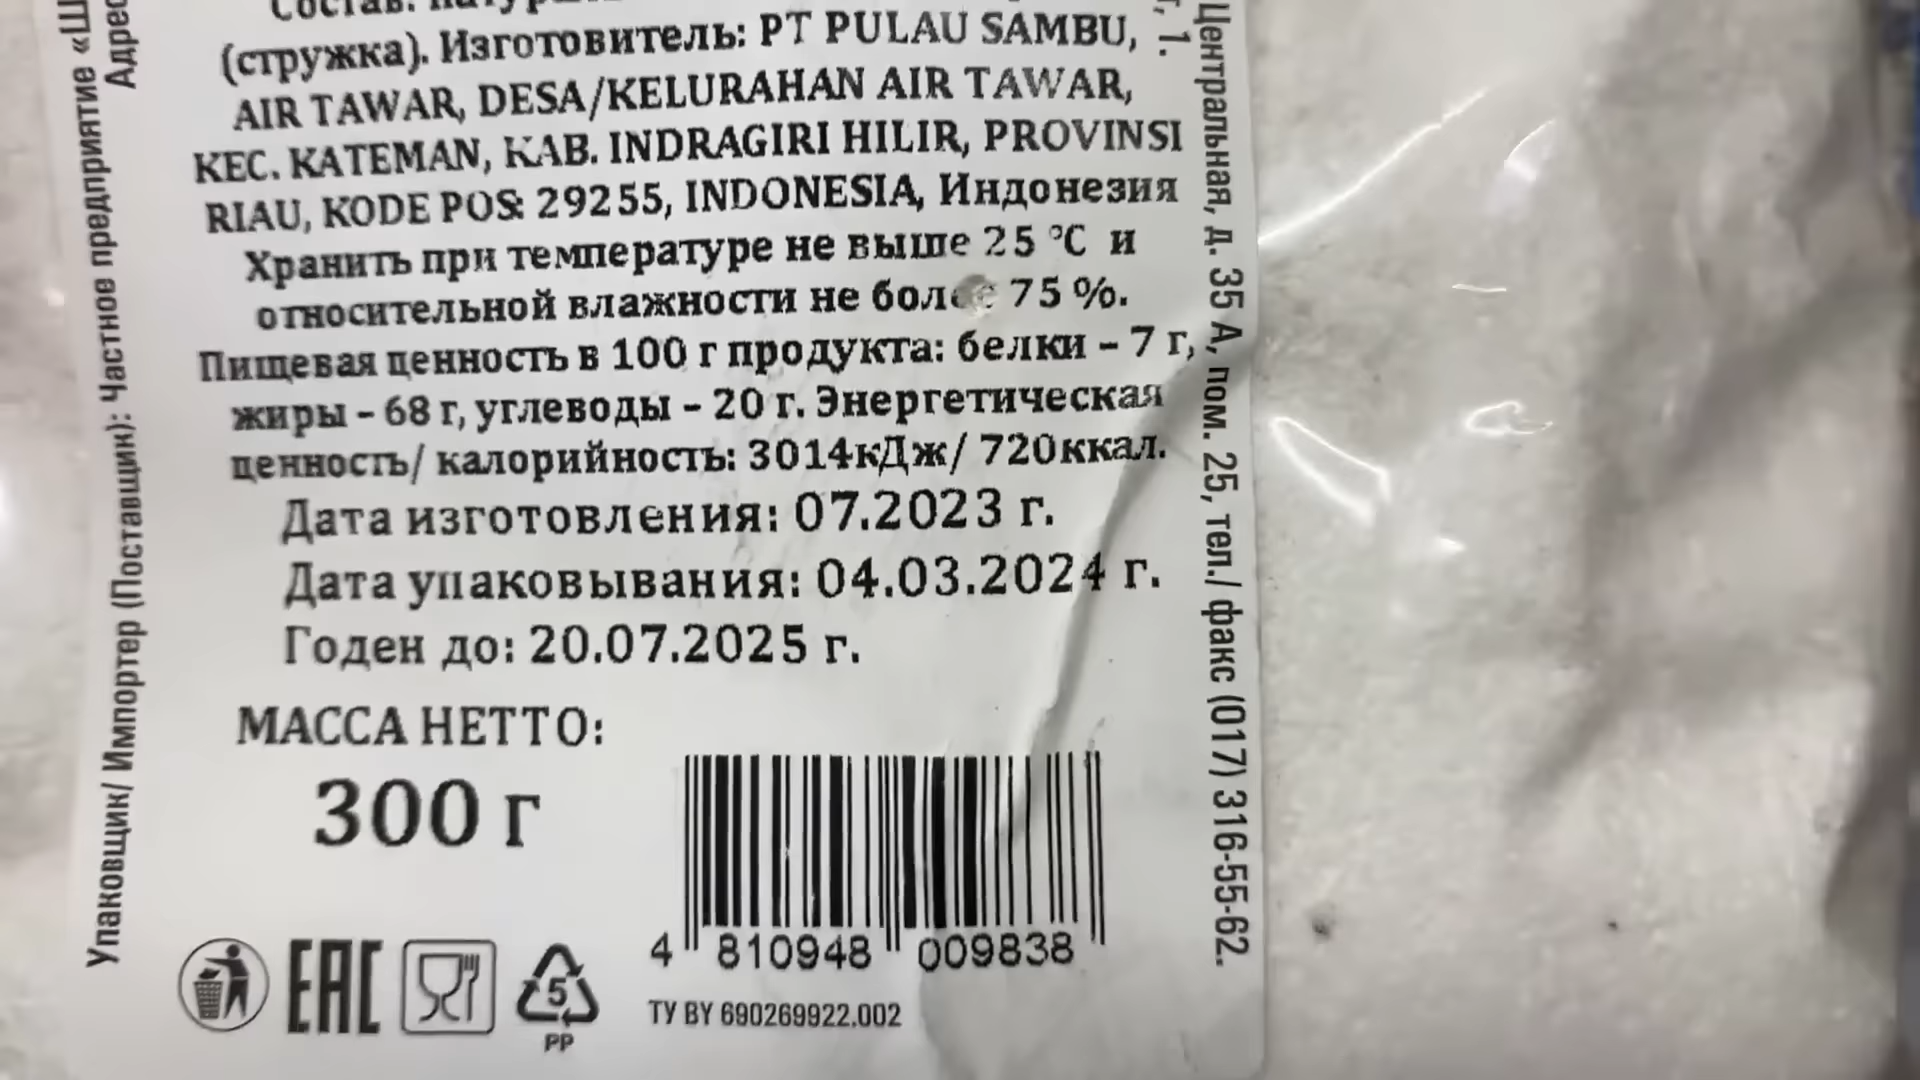 Состав:
(стружка). Изготовитель: PT PULAU SAMBU,
AIR TAWAR, DESA/KELURAHAN AIR TAWAR,
KEC. KATEMAN, KAB. INDRAGIRI HILIR, PROVINSI
RIAU, KODE POS: 29255, INDONESIA, Индонезия
Хранить при температуре не выше 25 °C и
относительной влажности не более 75 %.
Пищевая ценность в 100 г продукта: белки – 7 г,
жиры – 68 г, углеводы – 20 г. Энергетическая
ценность/ калорийность: 3014кДж/ 720ккал.
Дата изготовления: 07.2023 г.
Дата упаковывания: 04.03.2024 г.
Годен до: 20.07.2025 г.
МАССА НЕТТО:
300 г
4 810948 009838
ТУ BY 690269922.002
EAC
5
PP
Упаковщик/ Импортер (Поставщик): Частное предприятие
Центральная, д. 35 А, пом. 25, тел./ факс (017) 316-55-62.